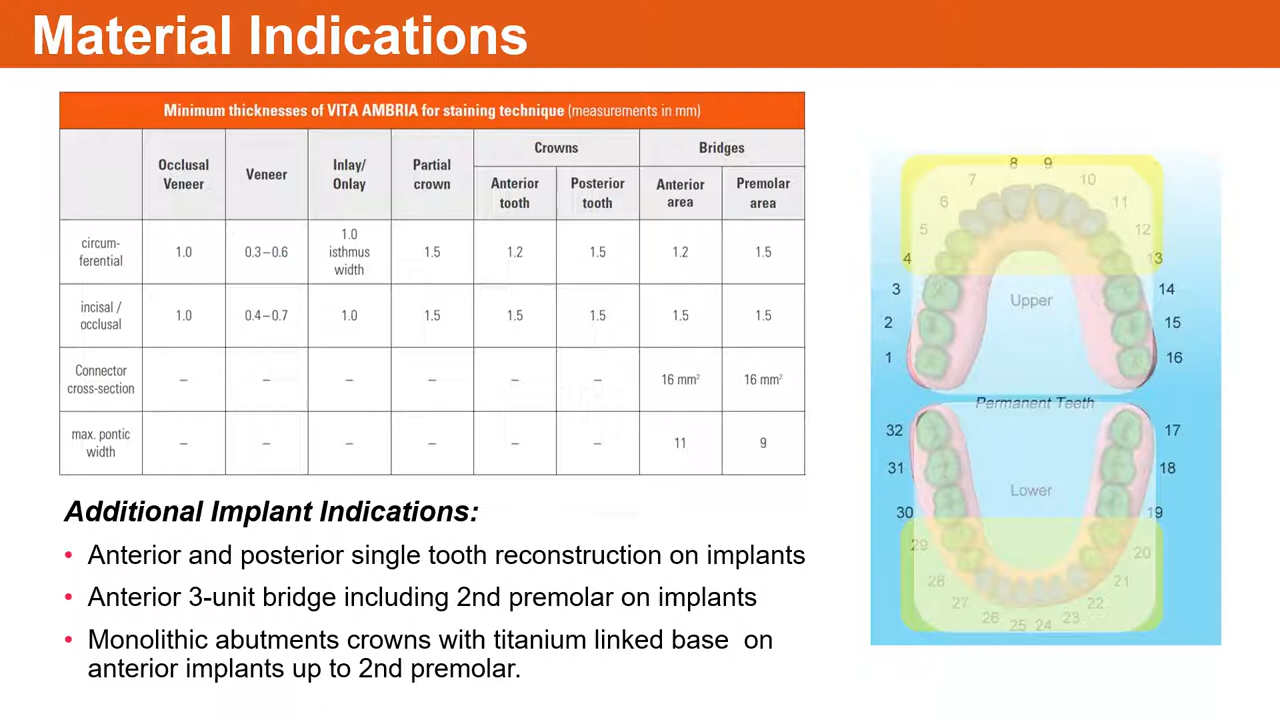 Material Indications
Minimum thicknesses of VITA AMBRIA for staining technique (measurements in mm)
Occlusal Veneer
Veneer
Inlay/ Onlay
Partial crown
Crowns
Bridges
Anterior tooth
Posterior tooth
Anterior area
Premolar area
circum-
ferential
1.0
0.3–0.6
1.0
isthmus
width
1.5
1.2
1.5
1.2
1.5
incisal /
occlusal
1.0
0.4–0.7
1.0
1.5
1.5
1.5
1.5
1.5
Connector
cross-section
–
–
–
–
–
–
16 mm²
16 mm²
max. pontic
width
–
–
–
–
–
–
11
9
Additional Implant Indications:
• Anterior and posterior single tooth reconstruction on implants
• Anterior 3-unit bridge including 2nd premolar on implants
• Monolithic abutments crowns with titanium linked base on
anterior implants up to 2nd premolar.
8 9
7 10
6 11
5 12
4 13
3 14
Upper
2 15
1 16
Permanent Teeth
32 17
31 18
Lower
30 19
29 20
28 21
27 22
26 25 24 23